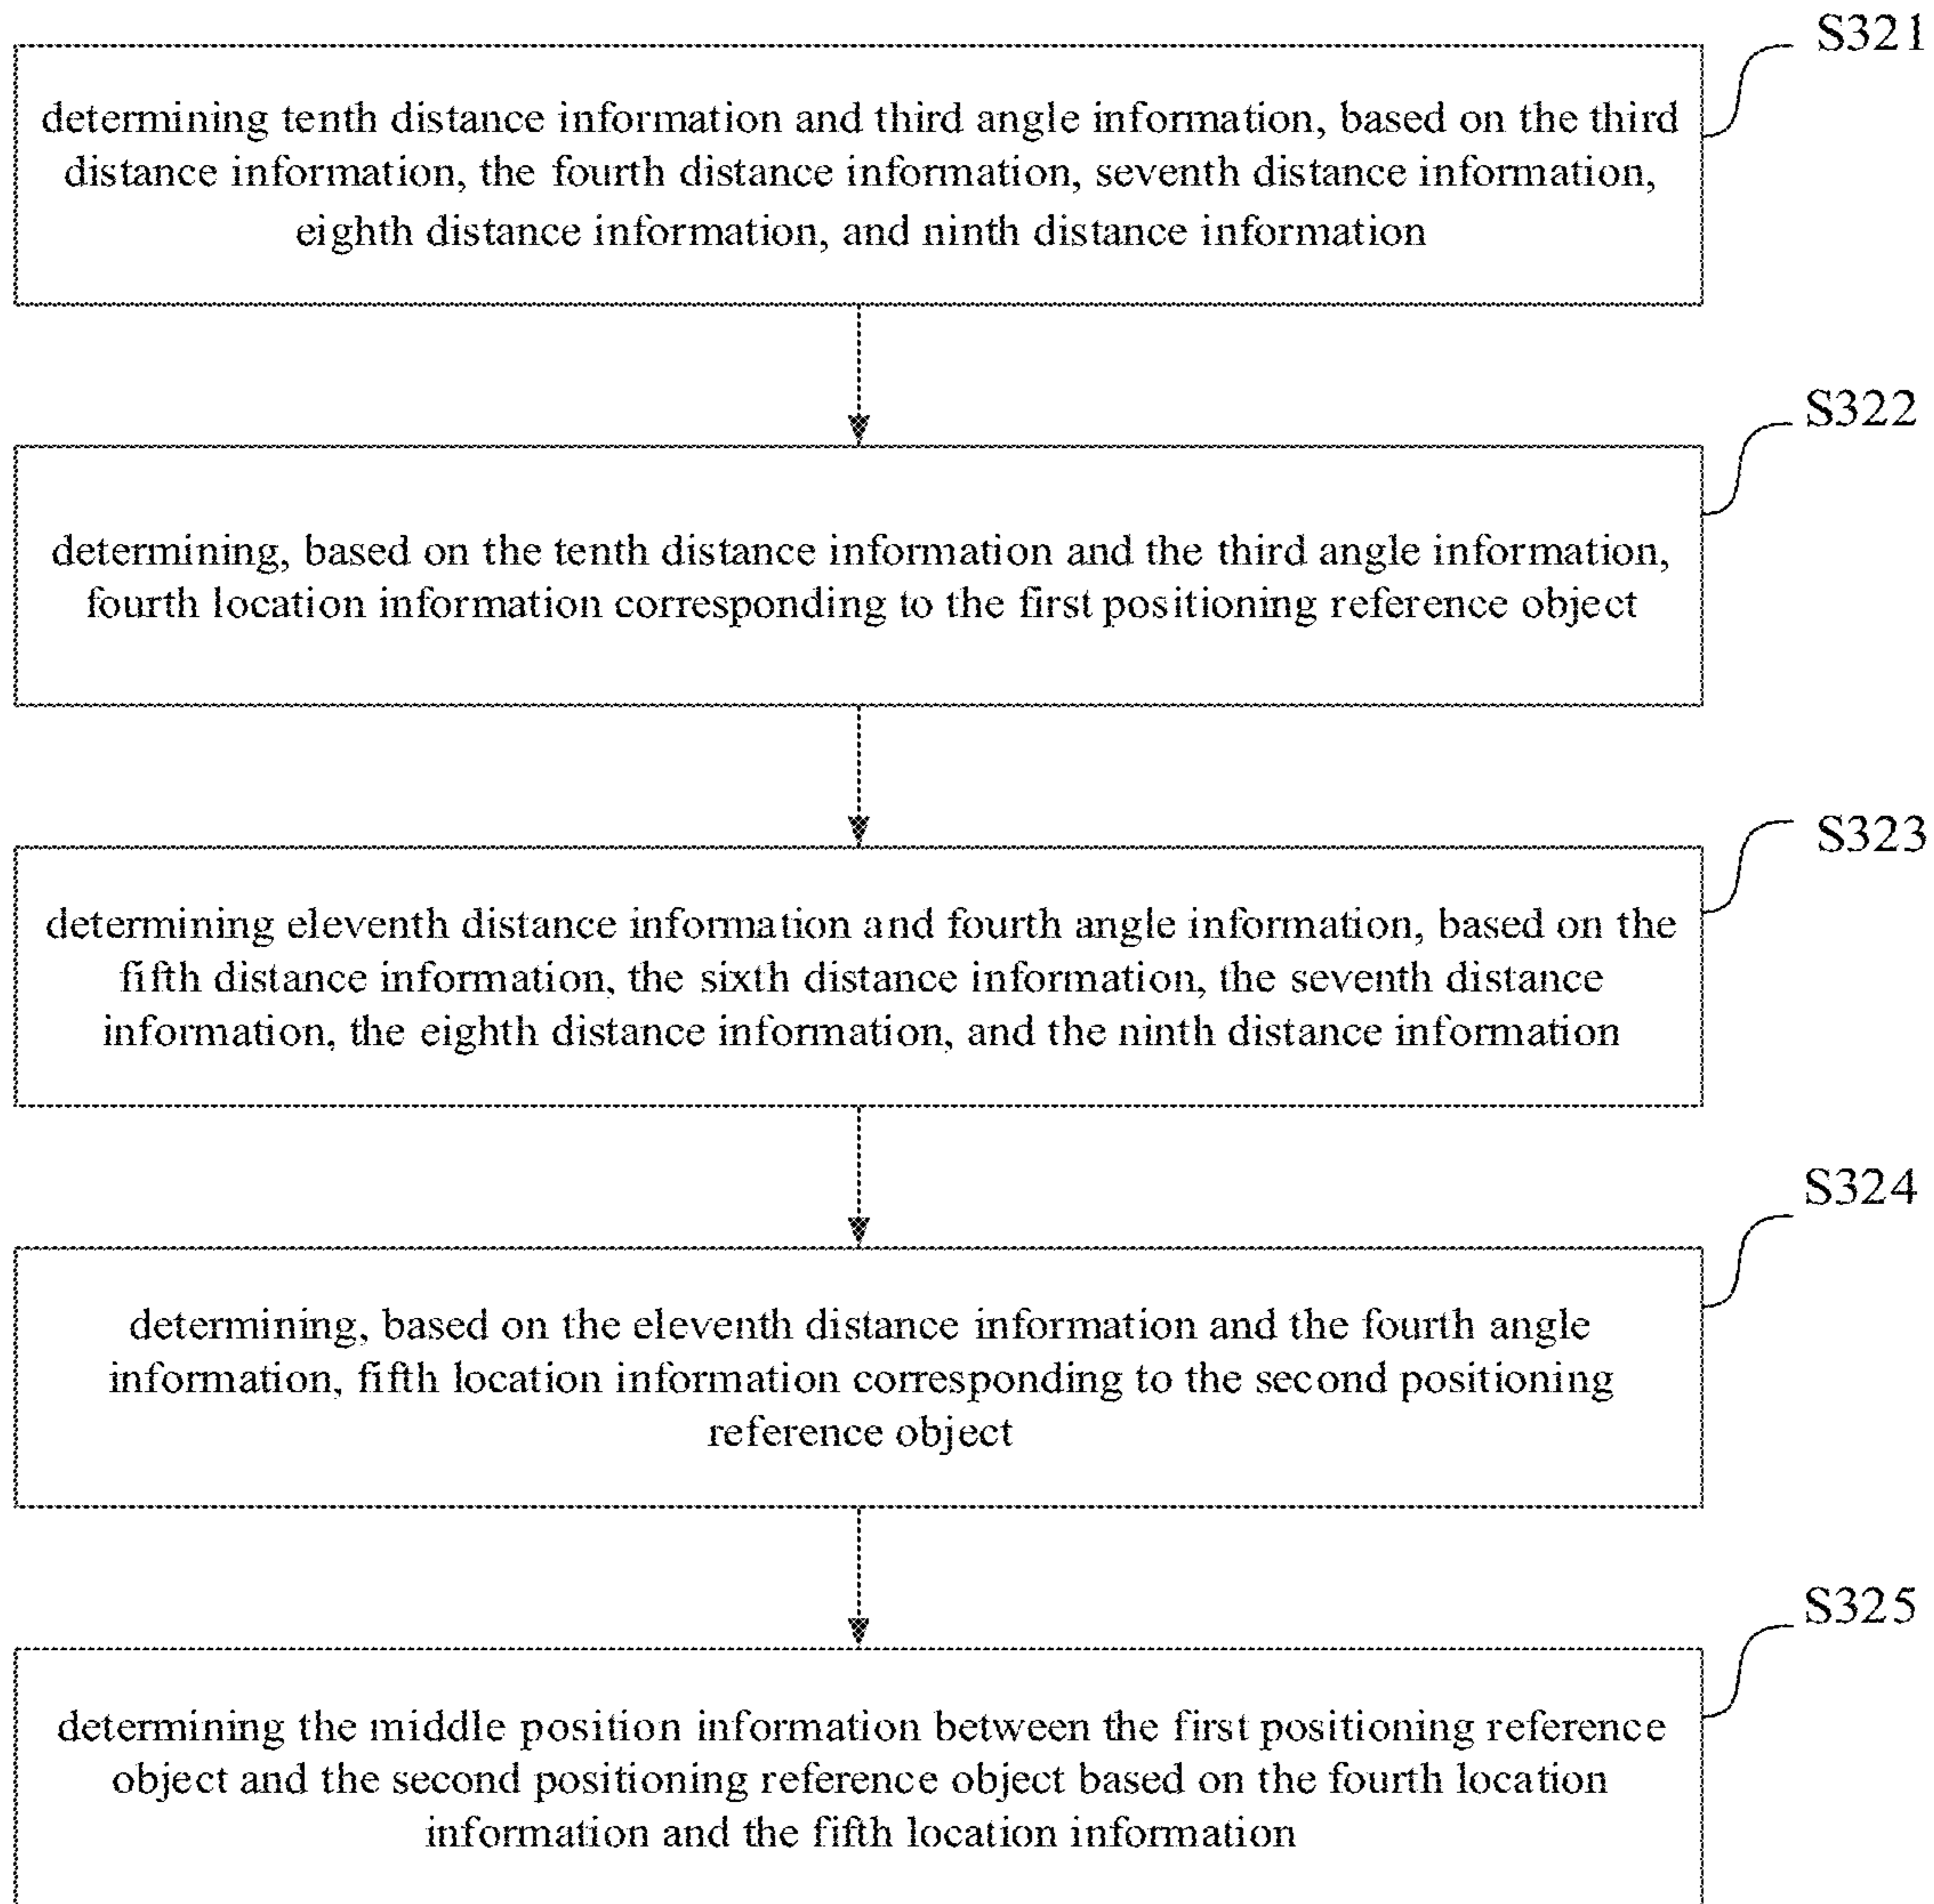 S321
determining tenth distance information and third angle information, based on the third
distance information, the fourth distance information, seventh distance information,
eighth distance information, and ninth distance information
S322
determining, based on the tenth distance information and the third angle information,
fourth location information corresponding to the first positioning reference object
S323
determining eleventh distance information and fourth angle information, based on the
fifth distance information, the sixth distance information, the seventh distance
information, the eighth distance information, and the ninth distance information
S324
determining, based on the eleventh distance information and the fourth angle
information, fifth location information corresponding to the second positioning
reference object
S325
determining the middle position information between the first positioning reference
object and the second positioning reference object based on the fourth location
information and the fifth location information